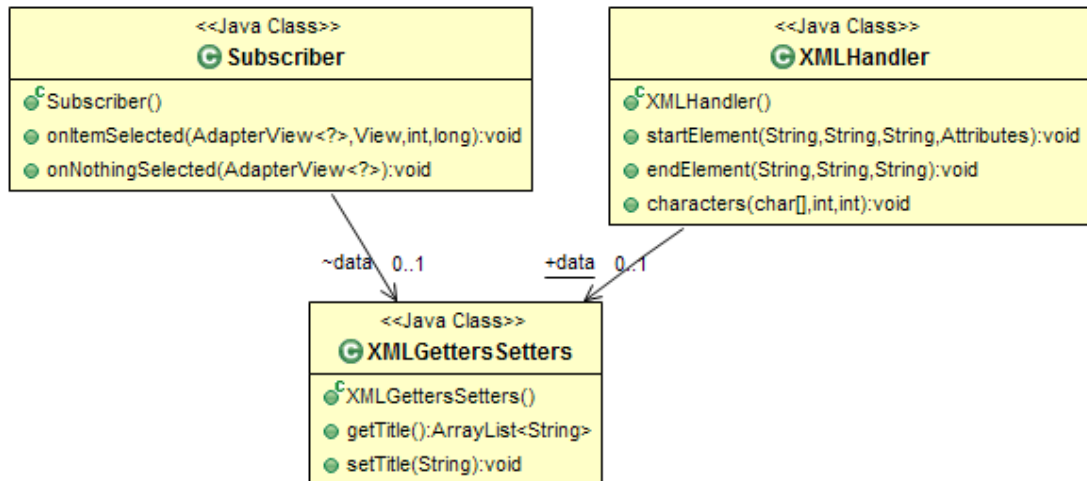 <<Java Class>>
C Subscriber
c Subscriber()
onItemSelected(AdapterView<?>,View,int,long):void
onNothingSelected(AdapterView<?>):void
<<Java Class>>
C XMLHandler
c XMLHandler()
startElement(String,String,String,Attributes):void
endElement(String,String,String):void
characters(char[],int,int):void
~data 0..1
+data 0..1
<<Java Class>>
C XMLGettersSetters
c XMLGettersSetters()
getTitle():ArrayList<String>
setTitle(String):void